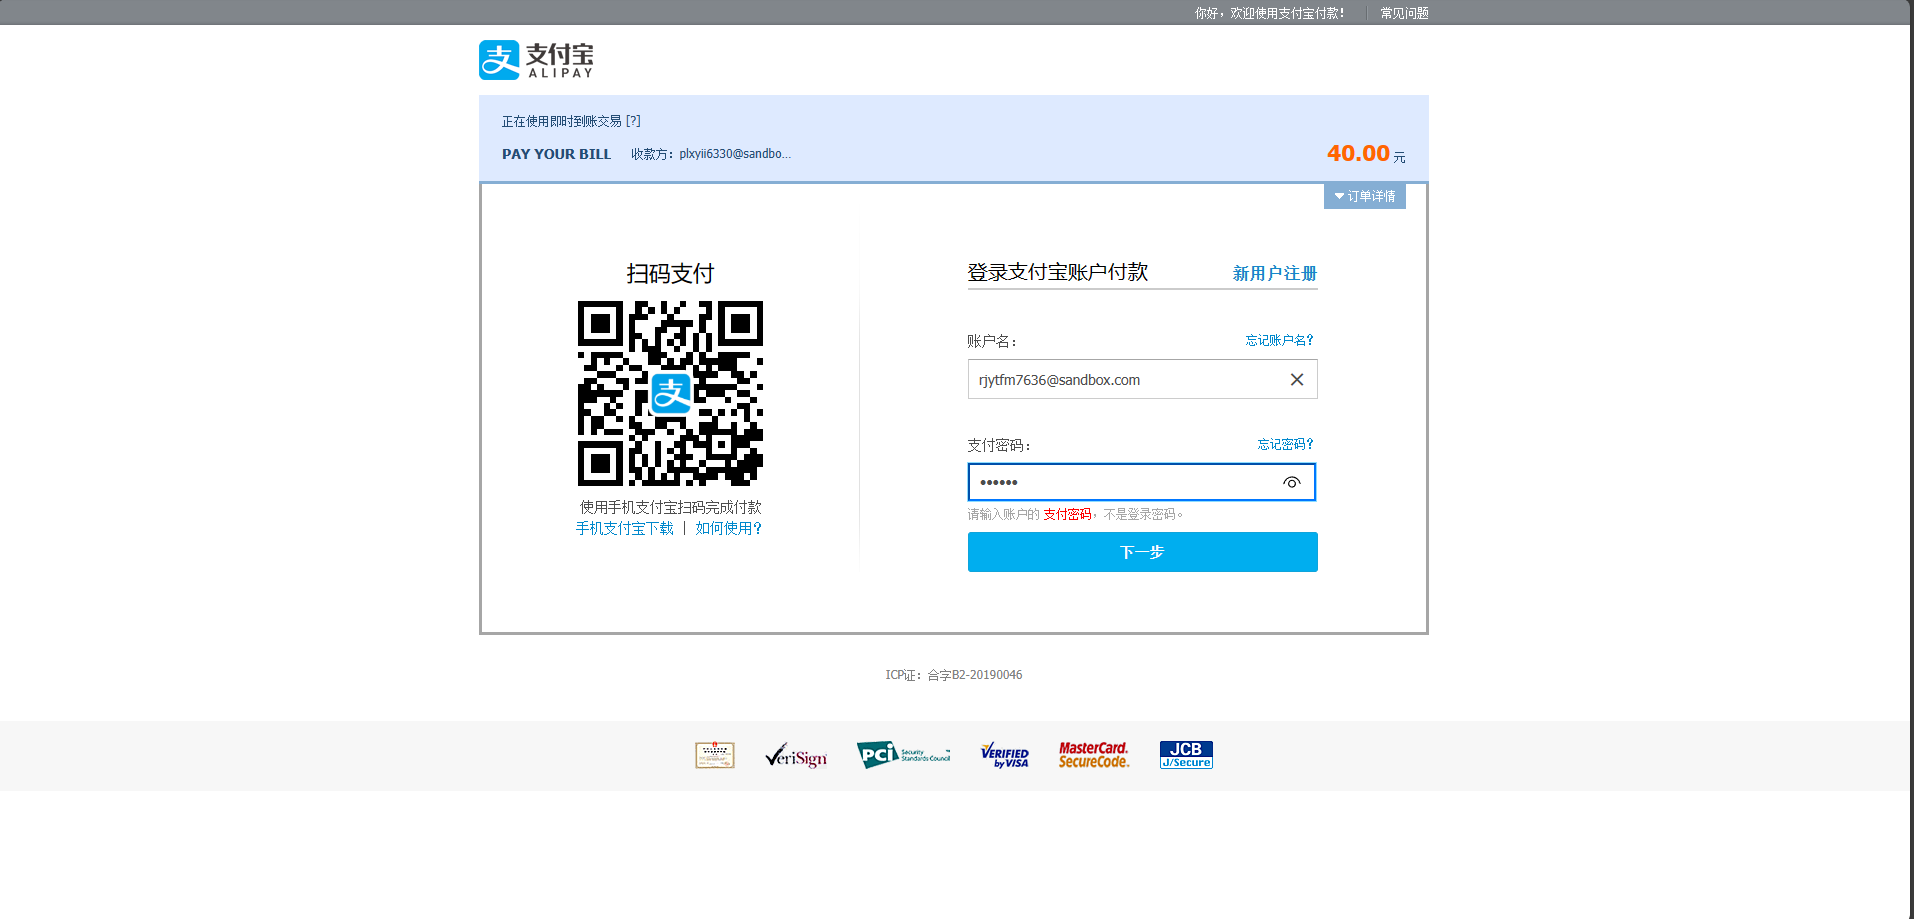 你好，欢迎使用支付宝付款！ 常见问题
支 支付宝
ALIPAY
正在使用即时到账交易 [?]
PAY YOUR BILL 收款方：plxyii6330@sandbo...
40.00 元
订单详情
扫码支付
支
使用手机支付宝扫码完成付款
手机支付宝下载 | 如何使用?
登录支付宝账户付款 新用户注册
账户名： 忘记账户名?
rjytfm7636@sandbox.com
支付密码： 忘记密码?
••••••
请输入账户的 支付密码，不是登录密码。
下一步
ICP证：合字B2-20190046
VeriSign
PCI Security Standards Council
VERIFIED by VISA
MasterCard. SecureCode.
JCB J/Secure